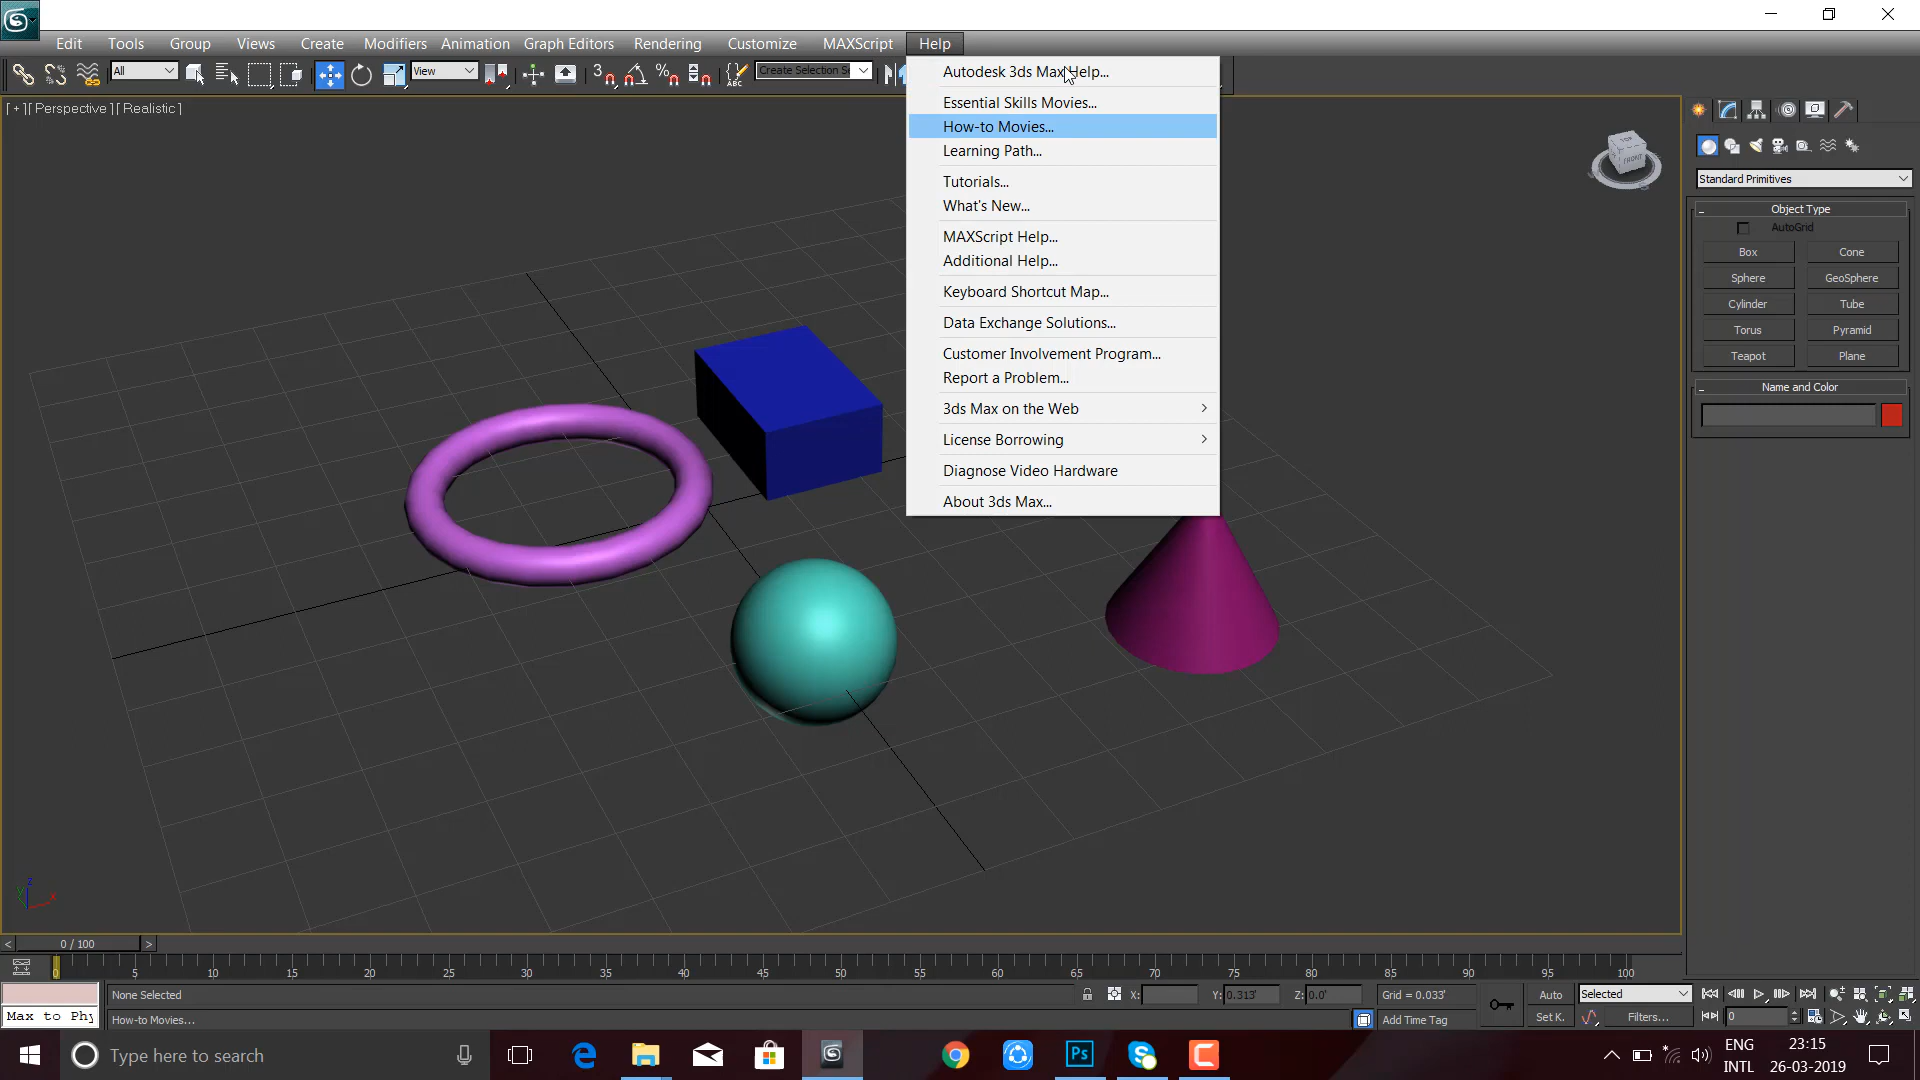 Edit Tools Group Views Create Modifiers Animation Graph Editors Rendering Customize MAXScript Help
All View Create Selection Se
[ + ] [ Perspective ] [ Realistic ]
Autodesk 3ds Max Help...
Essential Skills Movies...
How-to Movies...
Learning Path...
Tutorials...
What's New...
MAXScript Help...
Additional Help...
Keyboard Shortcut Map...
Data Exchange Solutions...
Customer Involvement Program...
Report a Problem...
3ds Max on the Web
License Borrowing
Diagnose Video Hardware
About 3ds Max...
TOP
FRONT
Standard Primitives
Object Type
AutoGrid
Box Cone
Sphere GeoSphere
Cylinder Tube
Torus Pyramid
Teapot Plane
Name and Color
z
x
0 / 100
0 5 10 15 20 25 30 35 40 45 50 55 60 65 70 75 80 85 90 95 100
None Selected X: Y: 0.313' Z: 0.0' Grid = 0.033' Auto Selected
Max to Phy How-to Movies... Add Time Tag Set K. Filters... 0
Type here to search Ps ENG 23:15
INTL 26-03-2019